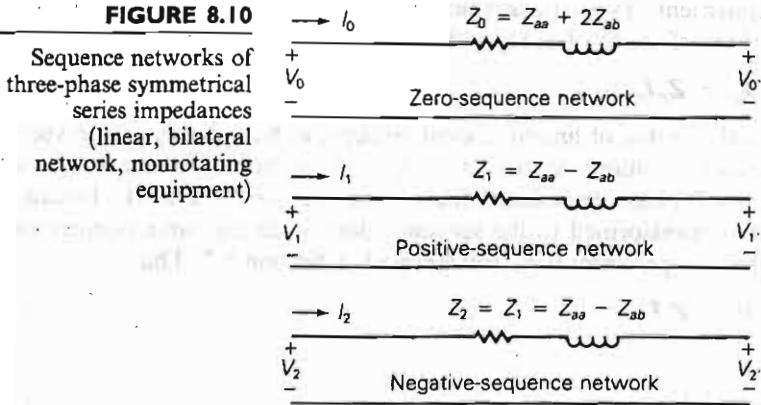 FIGURE 8.10
Sequence networks of
three-phase symmetrical
series impedances
(linear, bilateral
network, nonrotating
equipment)
I₀ Z₀ = Zₐₐ + 2Zₐb
+ +
V₀ V₀'
− −
Zero-sequence network
I₁ Z₁ = Zₐₐ − Zₐb
+ +
V₁ V₁'
− −
Positive-sequence network
I₂ Z₂ = Z₁ = Zₐₐ − Zₐb
+ +
V₂ V₂'
− −
Negative-sequence network